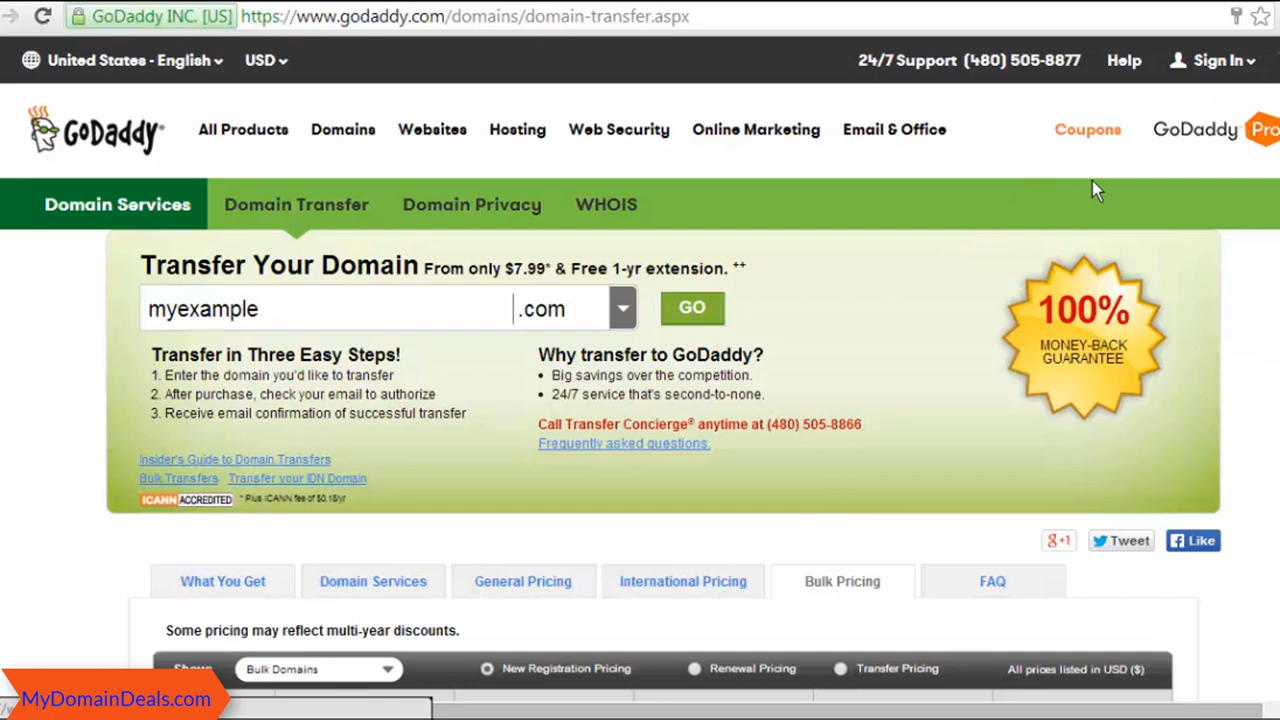 GoDaddy INC. [US] https://www.godaddy.com/domains/domain-transfer.aspx
United States - English USD 24/7 Support (480) 505-8877 Help Sign In
GoDaddy All Products Domains Websites Hosting Web Security Online Marketing Email & Office Coupons GoDaddy Pro
Domain Services Domain Transfer Domain Privacy WHOIS
Transfer Your Domain From only $7.99* & Free 1-yr extension. ++
myexample .com GO
100%
MONEY-BACK
GUARANTEE
Transfer in Three Easy Steps!
1. Enter the domain you'd like to transfer
2. After purchase, check your email to authorize
3. Receive email confirmation of successful transfer
Why transfer to GoDaddy?
• Big savings over the competition.
• 24/7 service that's second-to-none.
Call Transfer Concierge® anytime at (480) 505-8866
Frequently asked questions.
Insider's Guide to Domain Transfers
Bulk Transfers Transfer your IDN Domain
ICANN ACCREDITED * Plus ICANN fee of $0.18/yr
g+1 Tweet Like
What You Get Domain Services General Pricing International Pricing Bulk Pricing FAQ
Some pricing may reflect multi-year discounts.
Bulk Domains New Registration Pricing Renewal Pricing Transfer Pricing All prices listed in USD ($)
MyDomainDeals.com